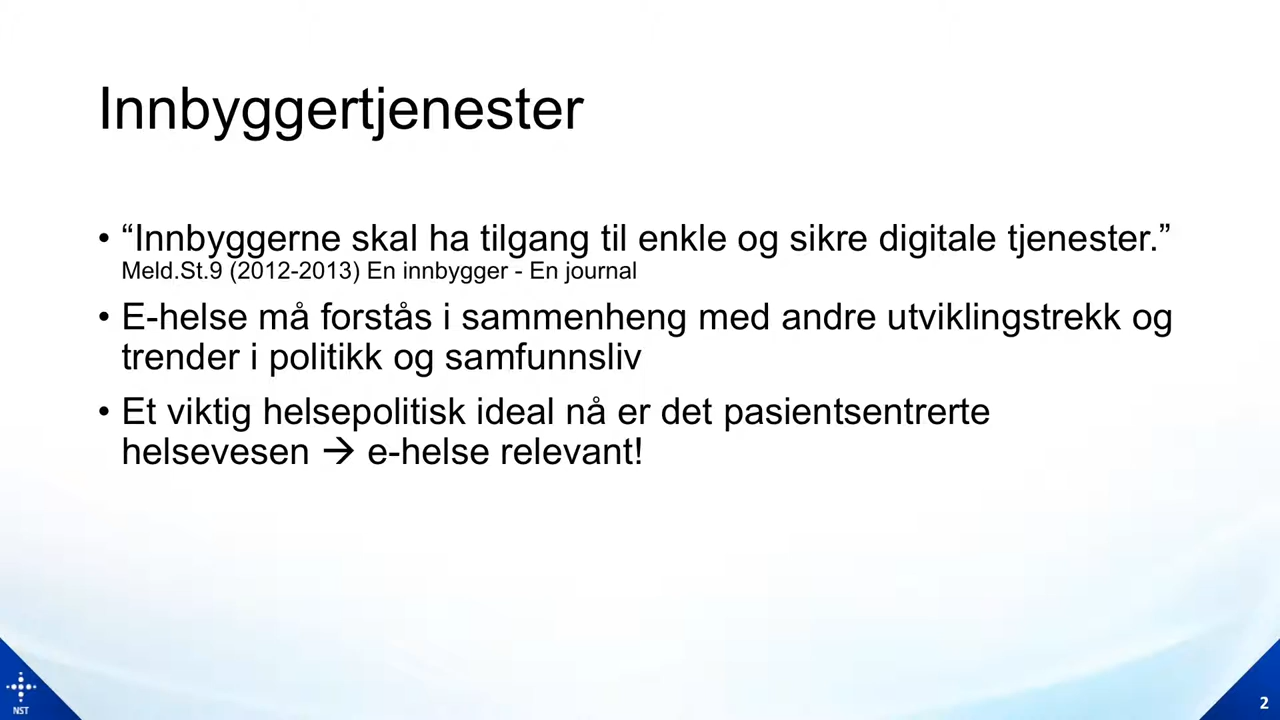 Innbyggertjenester
• “Innbyggerne skal ha tilgang til enkle og sikre digitale tjenester.”
Meld.St.9 (2012-2013) En innbygger - En journal
• E-helse må forstås i sammenheng med andre utviklingstrekk og
trender i politikk og samfunnsliv
• Et viktig helsepolitisk ideal nå er det pasientsentrerte
helsevesen → e-helse relevant!
NST
2